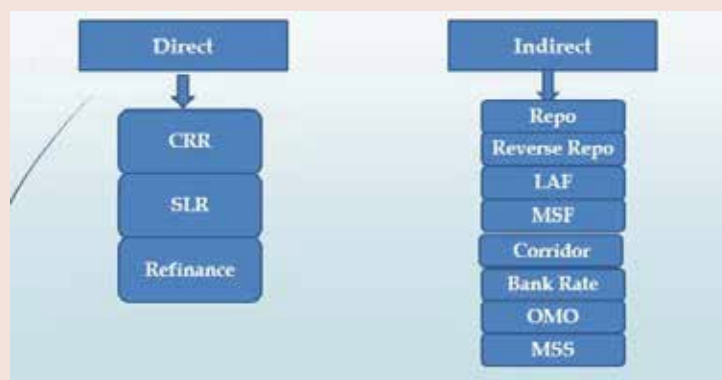 Direct
CRR
SLR
Refinance
Indirect
Repo
Reverse Repo
LAF
MSF
Corridor
Bank Rate
OMO
MSS